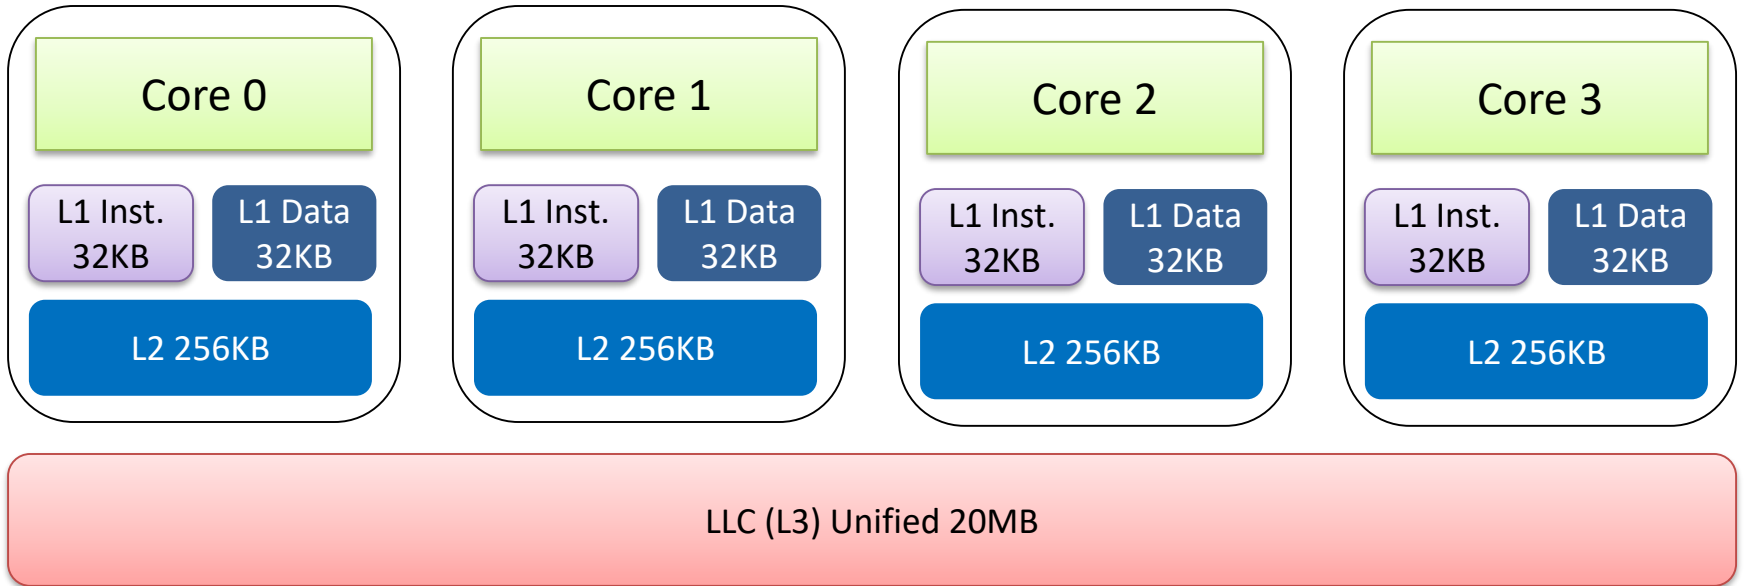 Core 0
L1 Inst.
32KB
L1 Data
32KB
L2 256KB
Core 1
L1 Inst.
32KB
L1 Data
32KB
L2 256KB
Core 2
L1 Inst.
32KB
L1 Data
32KB
L2 256KB
Core 3
L1 Inst.
32KB
L1 Data
32KB
L2 256KB
LLC (L3) Unified 20MB